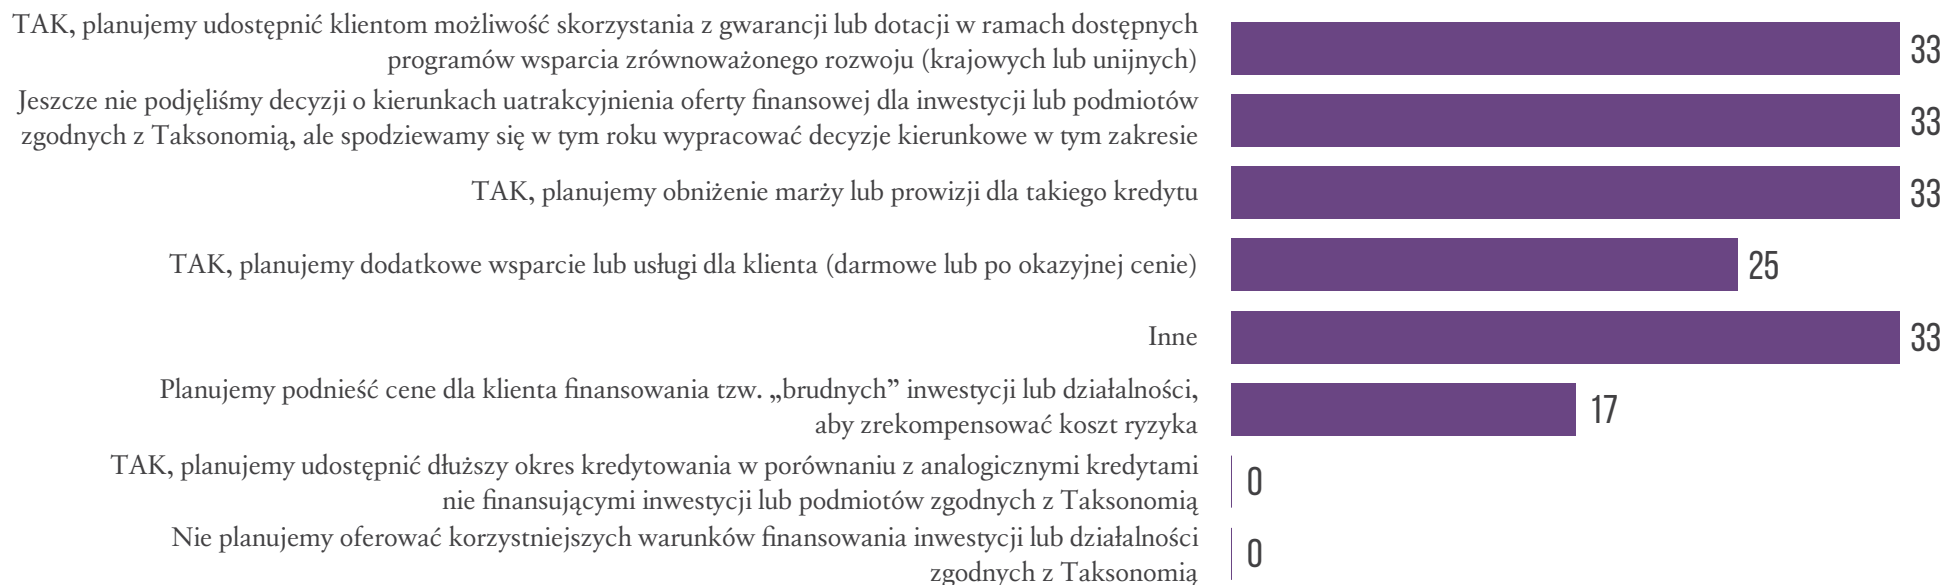 TAK, planujemy udostępnić klientom możliwość skorzystania z gwarancji lub dotacji w ramach dostępnych
programów wsparcia zrównoważonego rozwoju (krajowych lub unijnych)
33
Jeszcze nie podjęliśmy decyzji o kierunkach uatrakcyjnienia oferty finansowej dla inwestycji lub podmiotów
zgodnych z Taksonomią, ale spodziewamy się w tym roku wypracować decyzje kierunkowe w tym zakresie
33
TAK, planujemy obniżenie marży lub prowizji dla takiego kredytu
33
TAK, planujemy dodatkowe wsparcie lub usługi dla klienta (darmowe lub po okazyjnej cenie)
25
Inne
33
Planujemy podnieść cene dla klienta finansowania tzw. „brudnych” inwestycji lub działalności,
aby zrekompensować koszt ryzyka
17
TAK, planujemy udostępnić dłuższy okres kredytowania w porównaniu z analogicznymi kredytami
nie finansującymi inwestycji lub podmiotów zgodnych z Taksonomią
0
Nie planujemy oferować korzystniejszych warunków finansowania inwestycji lub działalności
zgodnych z Taksonomią
0